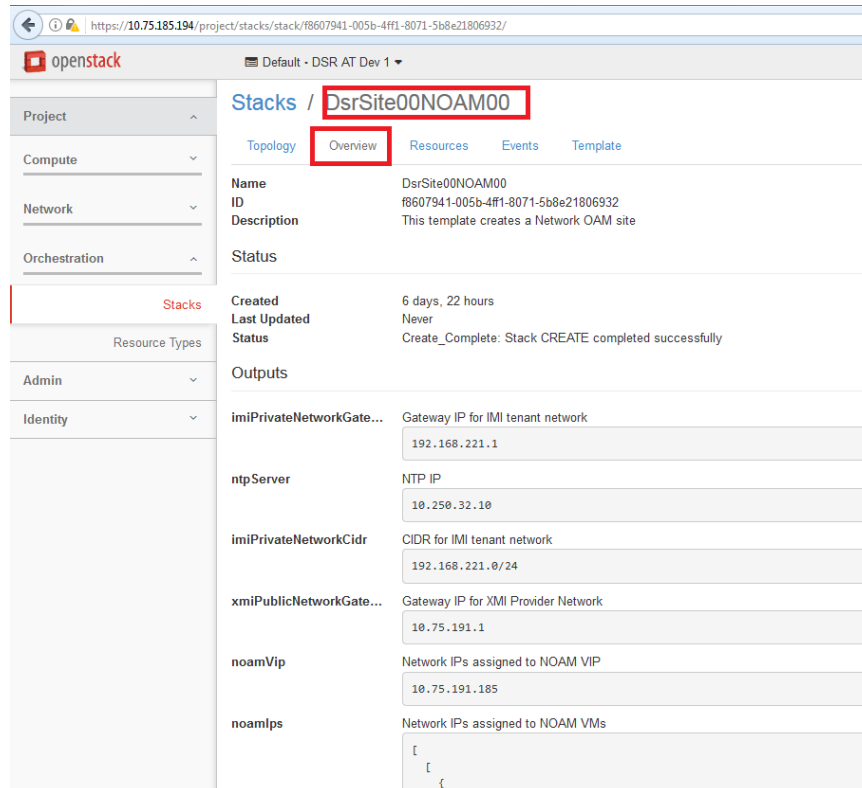 https://10.75.185.194/project/stacks/stack/f8607941-005b-4ff1-8071-5b8e21806932/
openstack
Default • DSR AT Dev 1
Project
Compute
Network
Orchestration
Stacks
Resource Types
Admin
Identity
Stacks / DsrSite00NOAM00
Topology Overview Resources Events Template
Name DsrSite00NOAM00
ID f8607941-005b-4ff1-8071-5b8e21806932
Description This template creates a Network OAM site
Status
Created 6 days, 22 hours
Last Updated Never
Status Create_Complete: Stack CREATE completed successfully
Outputs
imiPrivateNetworkGate... Gateway IP for IMI tenant network
192.168.221.1
ntpServer NTP IP
10.250.32.10
imiPrivateNetworkCidr CIDR for IMI tenant network
192.168.221.0/24
xmiPublicNetworkGate... Gateway IP for XMI Provider Network
10.75.191.1
noamVip Network IPs assigned to NOAM VIP
10.75.191.185
noamIps Network IPs assigned to NOAM VMs
[
[
{